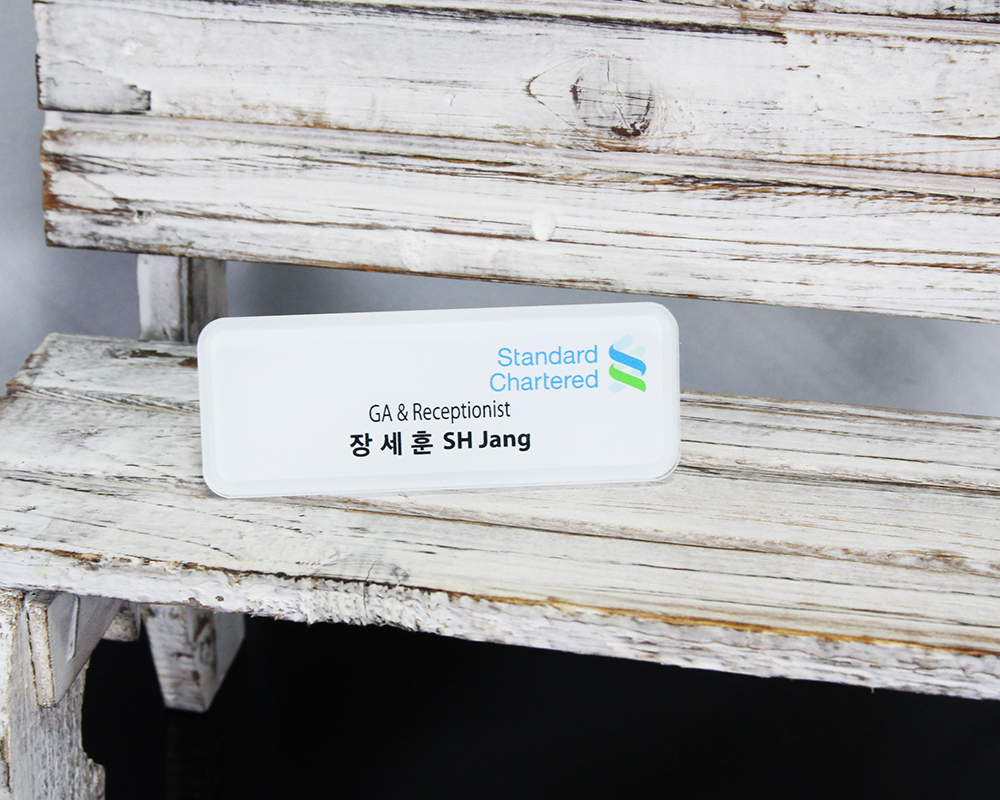 Standard
Chartered
GA & Receptionist
장 세 훈 SH Jang